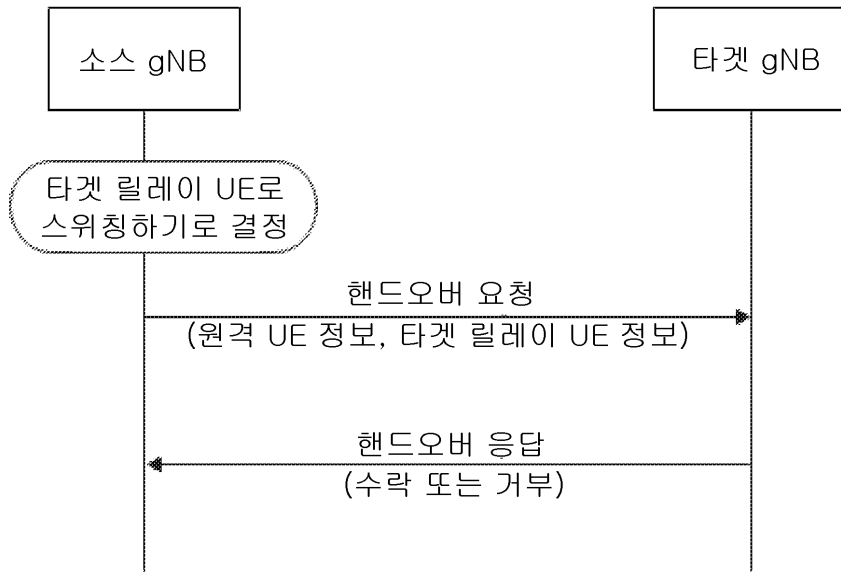 소스 gNB
타겟 gNB
타겟 릴레이 UE로
스위칭하기로 결정
핸드오버 요청
(원격 UE 정보, 타겟 릴레이 UE 정보)
핸드오버 응답
(수락 또는 거부)